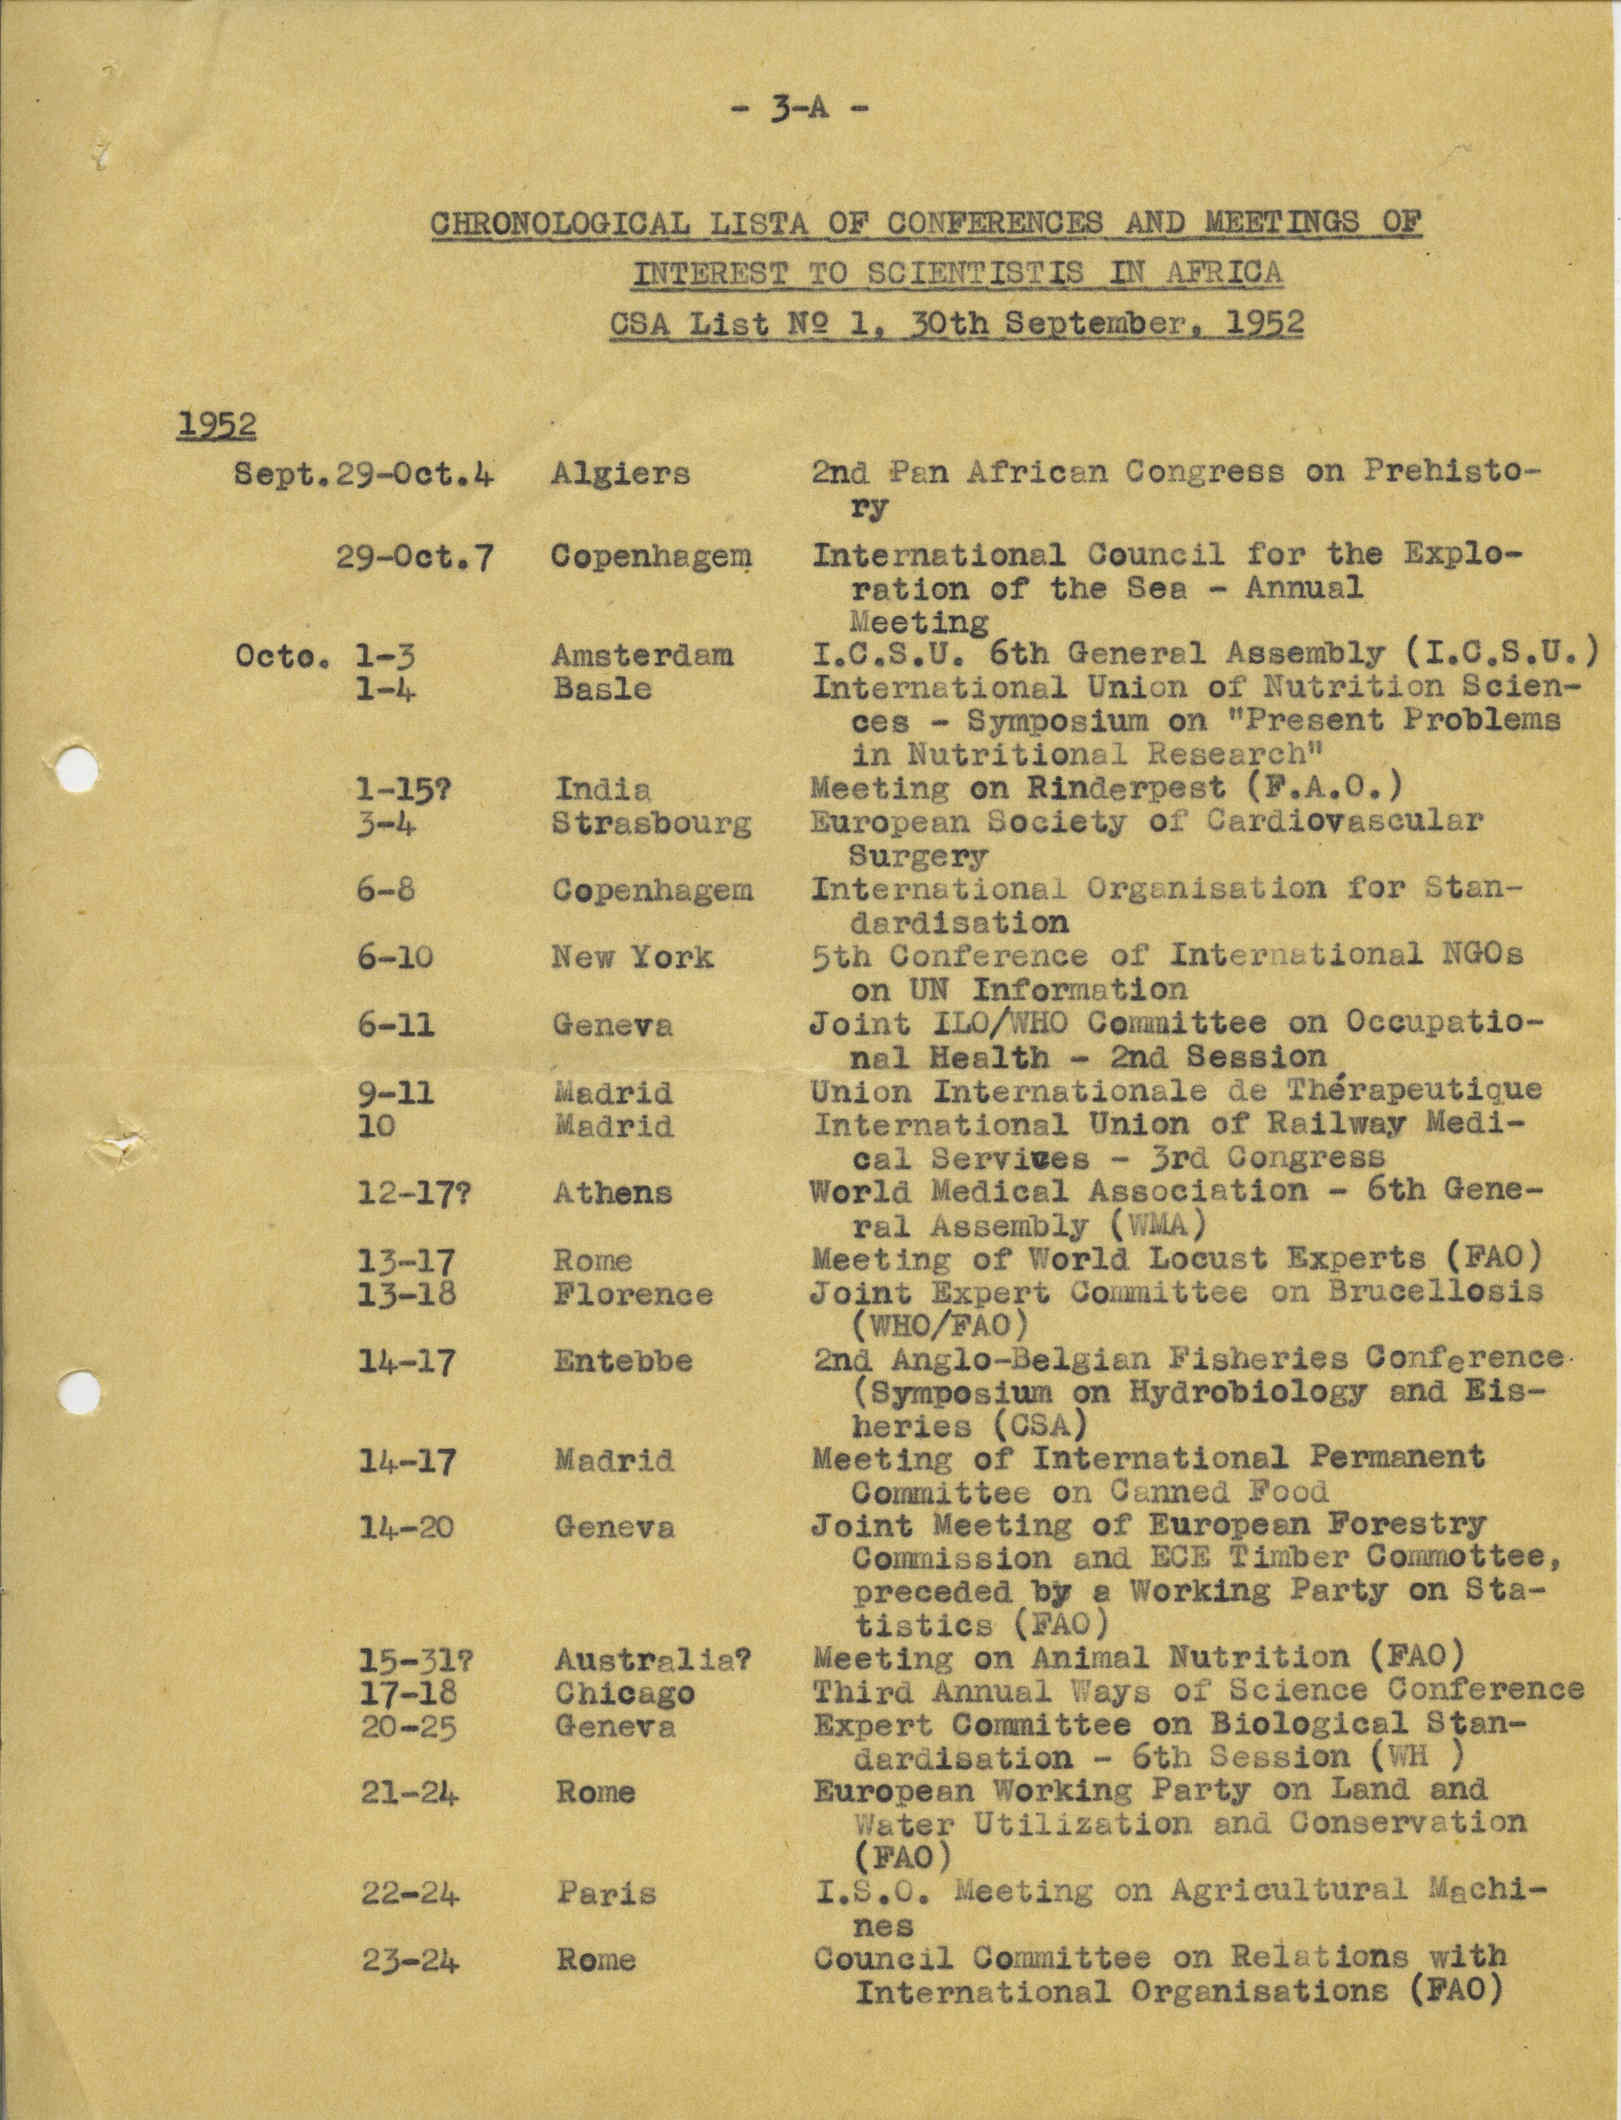 - 3-A -
CHRONOLOGICAL LISTA OF CONFERENCES AND MEETINGS OF
INTEREST TO SCIENTISTIS IN AFRICA
CSA List Nº 1, 30th September, 1952
1952
Sept. 29-Oct.4 Algiers 2nd Pan African Congress on Prehisto-
ry
29-Oct.7 Copenhagem International Council for the Explo-
ration of the Sea - Annual
Meeting
Octo. 1-3 Amsterdam I.C.S.U. 6th General Assembly (I.C.S.U.)
1-4 Basle International Union of Nutrition Scien-
ces - Symposium on "Present Problems
in Nutritional Research"
1-15? India Meeting on Rinderpest (F.A.O.)
3-4 Strasbourg European Society of Cardiovascular
Surgery
6-8 Copenhagem International Organisation for Stan-
dardisation
6-10 New York 5th Conference of International NGOs
on UN Information
6-11 Geneva Joint ILO/WHO Committee on Occupatio-
nal Health - 2nd Session
9-11 Madrid Union Internationale de Thérapeutique
10 Madrid International Union of Railway Medi-
cal Services - 3rd Congress
12-17? Athens World Medical Association - 6th Gene-
ral Assembly (WMA)
13-17 Rome Meeting of World Locust Experts (FAO)
13-18 Florence Joint Expert Committee on Brucellosis
(WHO/FAO)
14-17 Entebbe 2nd Anglo-Belgian Fisheries Conference
(Symposium on Hydrobiology and Eis-
heries (CSA)
14-17 Madrid Meeting of International Permanent
Committee on Canned Food
14-20 Geneva Joint Meeting of European Forestry
Commission and ECE Timber Commottee,
preceded by a Working Party on Sta-
tistics (FAO)
15-31? Australia? Meeting on Animal Nutrition (FAO)
17-18 Chicago Third Annual Ways of Science Conference
20-25 Geneva Expert Committee on Biological Stan-
dardisation - 6th Session (WH )
21-24 Rome European Working Party on Land and
Water Utilization and Conservation
(FAO)
22-24 Paris I.S.O. Meeting on Agricultural Machi-
nes
23-24 Rome Council Committee on Relations with
International Organisations (FAO)